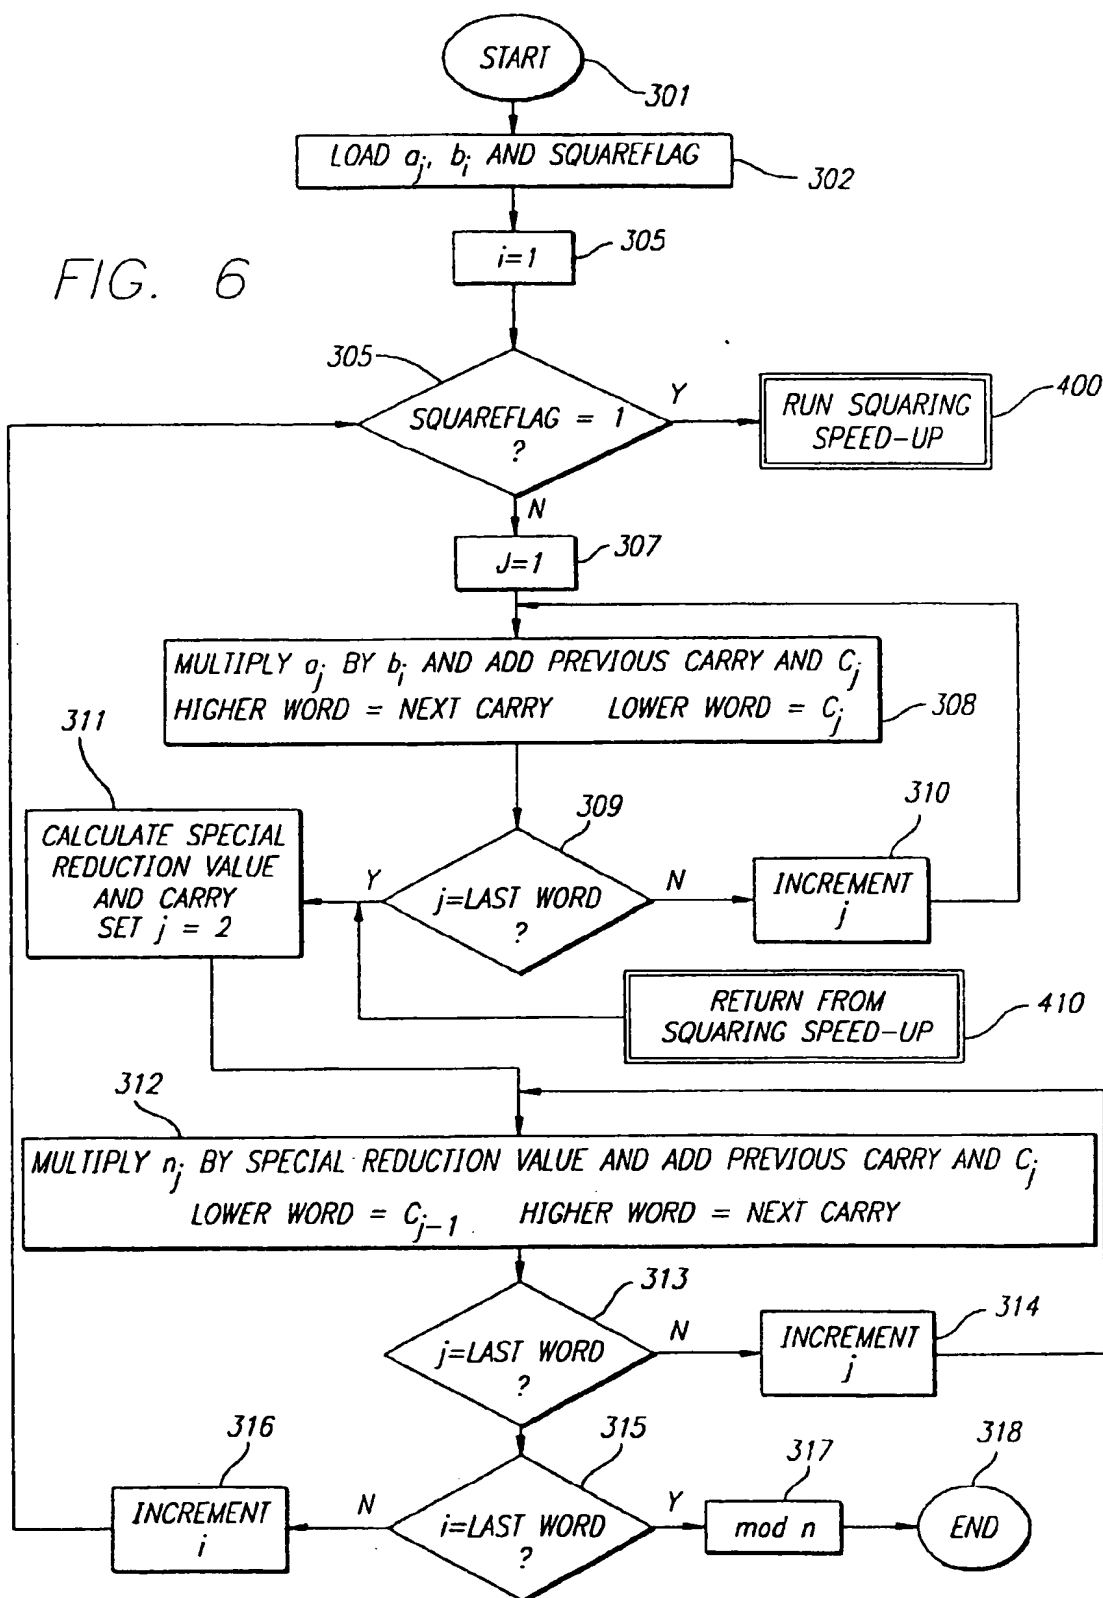 START
301
LOAD aj, bi AND SQUAREFLAG
302
i=1
305
FIG. 6
305
SQUAREFLAG = 1
?
Y
N
RUN SQUARING
SPEED-UP
400
J=1
307
MULTIPLY aj BY bi AND ADD PREVIOUS CARRY AND Cj
HIGHER WORD = NEXT CARRY LOWER WORD = Cj
308
311
CALCULATE SPECIAL
REDUCTION VALUE
AND CARRY
SET j = 2
Y
309
j=LAST WORD
?
N
310
INCREMENT
j
RETURN FROM
SQUARING SPEED-UP
410
312
MULTIPLY nj BY SPECIAL REDUCTION VALUE AND ADD PREVIOUS CARRY AND Cj
LOWER WORD = Cj-1 HIGHER WORD = NEXT CARRY
313
j=LAST WORD
?
N
314
INCREMENT
j
316
INCREMENT
i
N
315
i=LAST WORD
?
Y
317
mod n
318
END